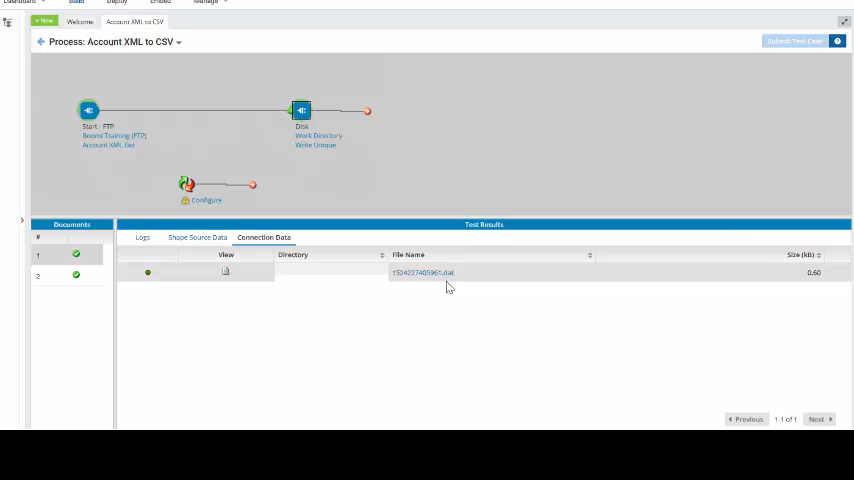 Dashboard Build Deploy Embed Manage
+ New Welcome Account XML to CSV
Process: Account XML to CSV
Submit Test Case ?
Start - FTP
Boomi Training (FTP)
Account XML Get
Disk
Work Directory
Write Unique
Configure
Documents
Test Results
# Logs Shape Source Data Connection Data
1
2
View Directory File Name Size (kB)
1524227405961.dat 0.60
Previous 1-1 of 1 Next